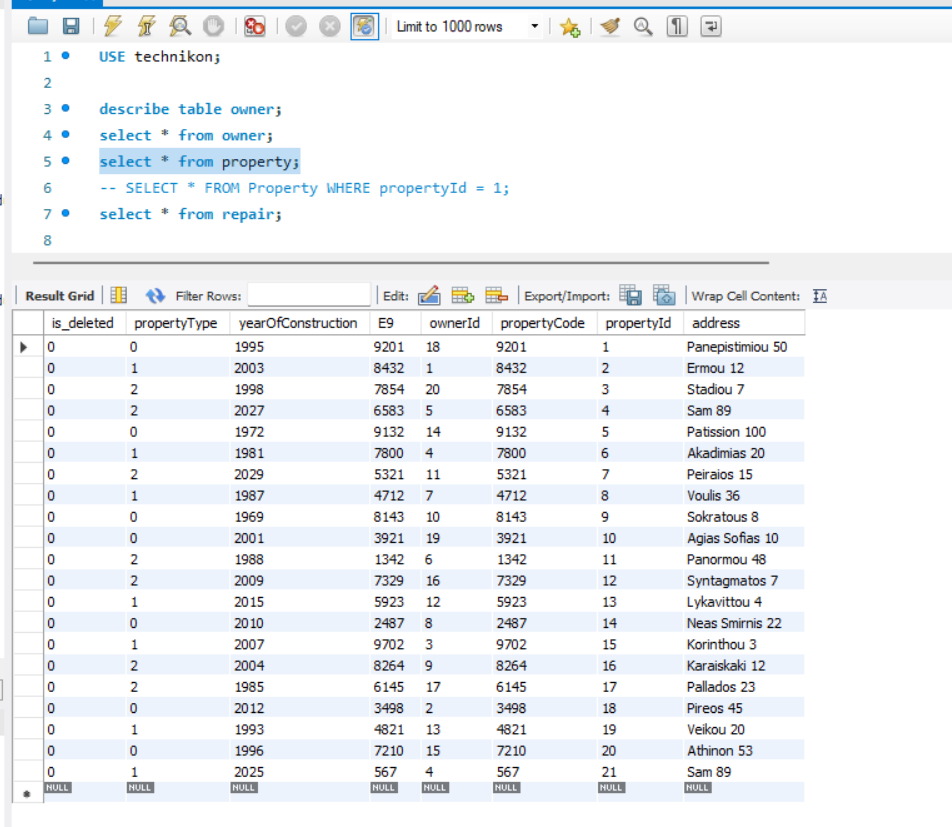 Limit to 1000 rows
1 USE technikon;
2
3 describe table owner;
4 select * from owner;
5 select * from property;
6 -- SELECT * FROM Property WHERE propertyId = 1;
7 select * from repair;
8
Result Grid Filter Rows: Edit: Export/Import: Wrap Cell Content: IA
is_deleted propertyType yearOfConstruction E9 ownerId propertyCode propertyId address
0 0 1995 9201 18 9201 1 Panepistimiou 50
0 1 2003 8432 1 8432 2 Ermou 12
0 2 1998 7854 20 7854 3 Stadiou 7
0 2 2027 6583 5 6583 4 Sam 89
0 0 1972 9132 14 9132 5 Patission 100
0 1 1981 7800 4 7800 6 Akadimias 20
0 2 2029 5321 11 5321 7 Peiraios 15
0 1 1987 4712 7 4712 8 Voulis 36
0 0 1969 8143 10 8143 9 Sokratous 8
0 0 2001 3921 19 3921 10 Agias Sofias 10
0 2 1988 1342 6 1342 11 Panormou 48
0 2 2009 7329 16 7329 12 Syntagmatos 7
0 1 2015 5923 12 5923 13 Lykavittou 4
0 0 2010 2487 8 2487 14 Neas Smirnis 22
0 1 2007 9702 3 9702 15 Korinthou 3
0 2 2004 8264 9 8264 16 Karaiskaki 12
0 2 1985 6145 17 6145 17 Pallados 23
0 0 2012 3498 2 3498 18 Pireos 45
0 1 1993 4821 13 4821 19 Veikou 20
0 0 1996 7210 15 7210 20 Athinon 53
0 1 2025 567 4 567 21 Sam 89
NULL NULL NULL NULL NULL NULL NULL NULL